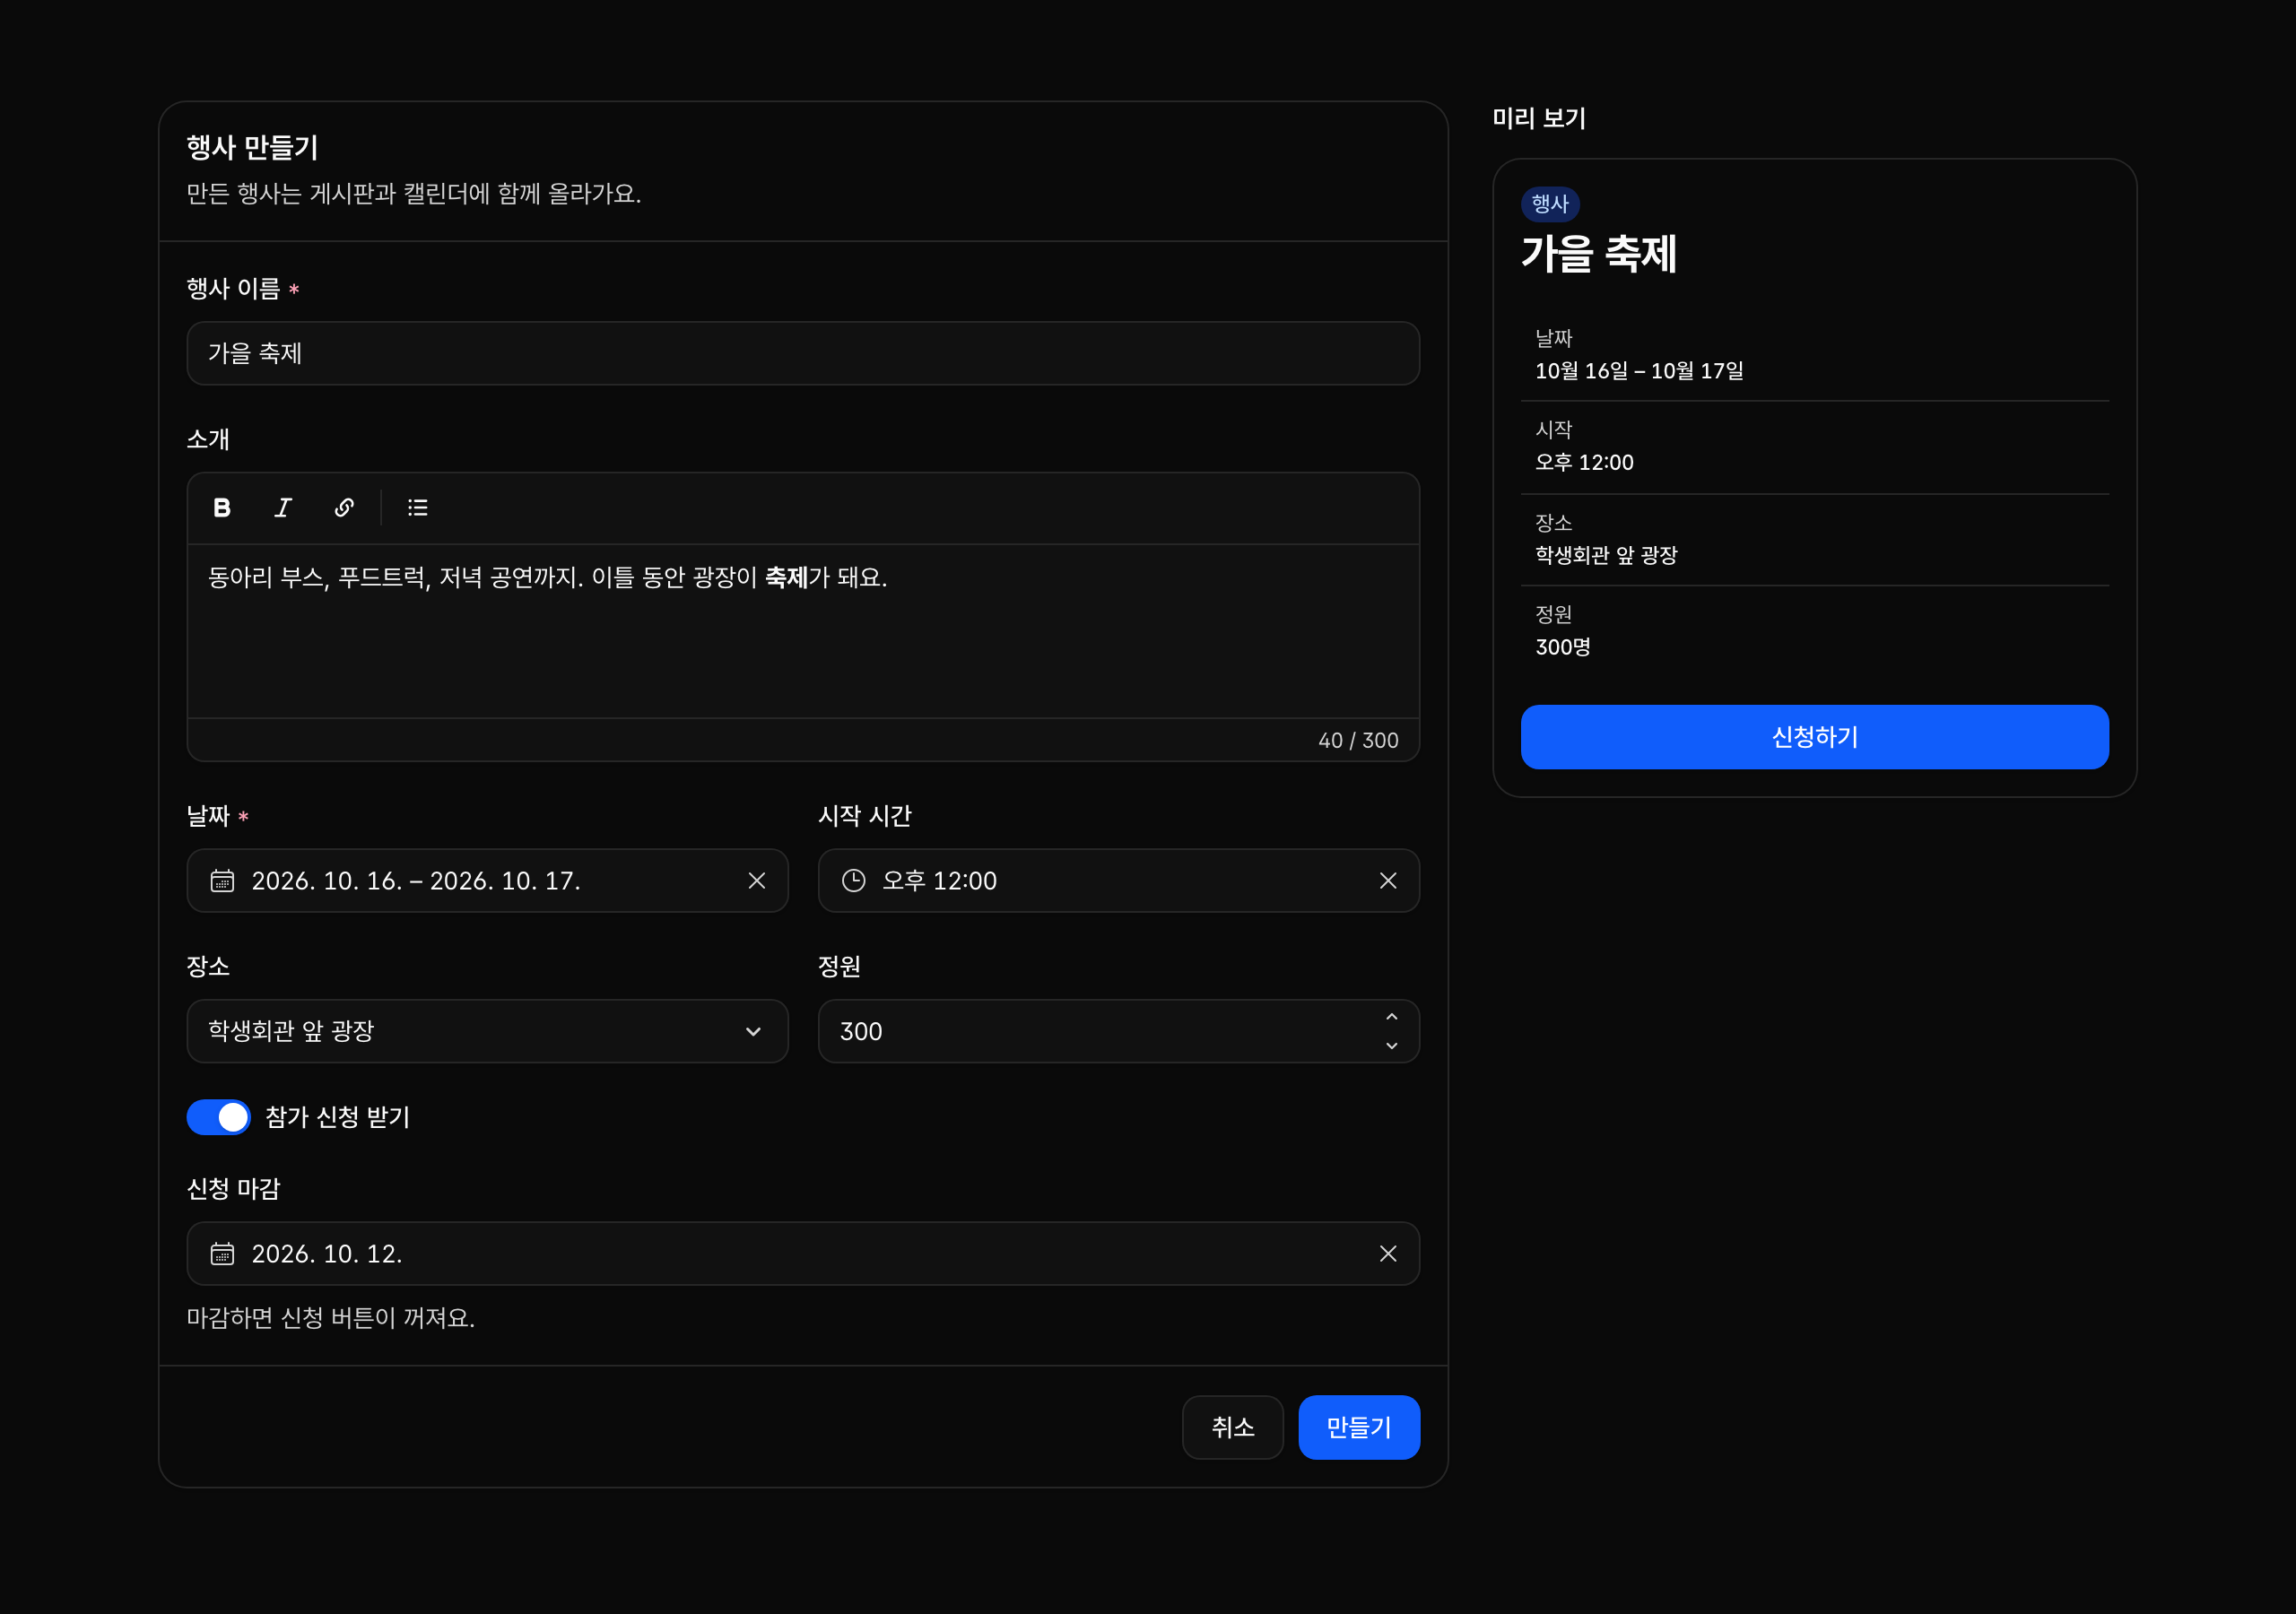 행사 만들기
만든 행사는 게시판과 캘린더에 함께 올라가요.
행사 이름 *
가을 축제
소개
B I
동아리 부스, 푸드트럭, 저녁 공연까지. 이틀 동안 광장이 축제가 돼요.
40 / 300
날짜 *
2026. 10. 16. – 2026. 10. 17.
시작 시간
오후 12:00
장소
학생회관 앞 광장
정원
300
참가 신청 받기
신청 마감
2026. 10. 12.
마감하면 신청 버튼이 꺼져요.
취소
만들기
미리 보기
행사
가을 축제
날짜
10월 16일 – 10월 17일
시작
오후 12:00
장소
학생회관 앞 광장
정원
300명
신청하기